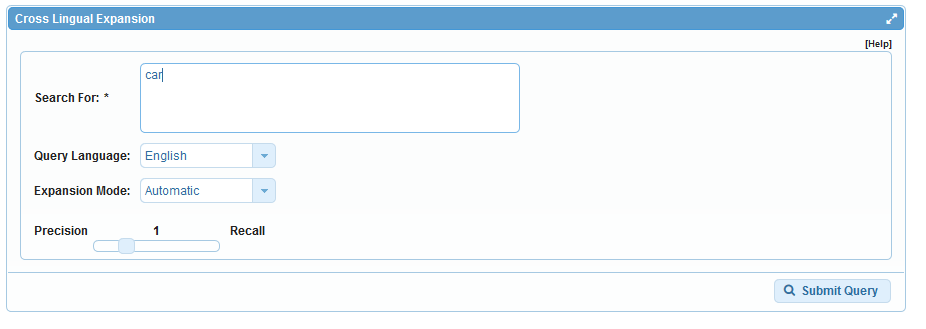 Cross Lingual Expansion
[Help]
Search For: * car
Query Language: English
Expansion Mode: Automatic
Precision 1 Recall
Submit Query